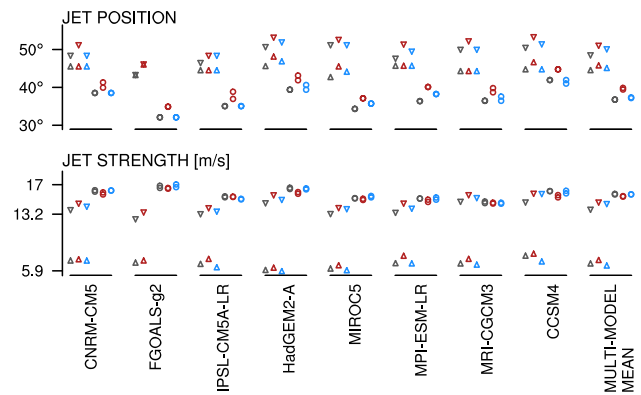 JET POSITION
50°
40°
30°
JET STRENGTH [m/s]
17
13.2
5.9
CNRM-CM5
FGOALS-g2
IPSL-CM5A-LR
HadGEM2-A
MIROC5
MPI-ESM-LR
MRI-CGCM3
CCSM4
MULTI-MODEL
MEAN